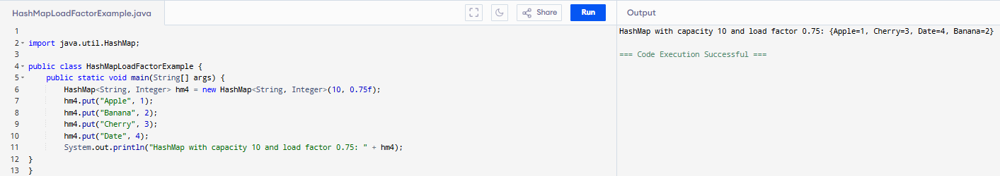 HashMapLoadFactorExample.java
Share
Run
Output
1
2 import java.util.HashMap;
3
4 public class HashMapLoadFactorExample {
5     public static void main(String[] args) {
6         HashMap<String, Integer> hm4 = new HashMap<String, Integer>(10, 0.75f);
7         hm4.put("Apple", 1);
8         hm4.put("Banana", 2);
9         hm4.put("Cherry", 3);
10         hm4.put("Date", 4);
11         System.out.println("HashMap with capacity 10 and load factor 0.75: " + hm4);
12 }
13 }
HashMap with capacity 10 and load factor 0.75: {Apple=1, Cherry=3, Date=4, Banana=2}
=== Code Execution Successful ===